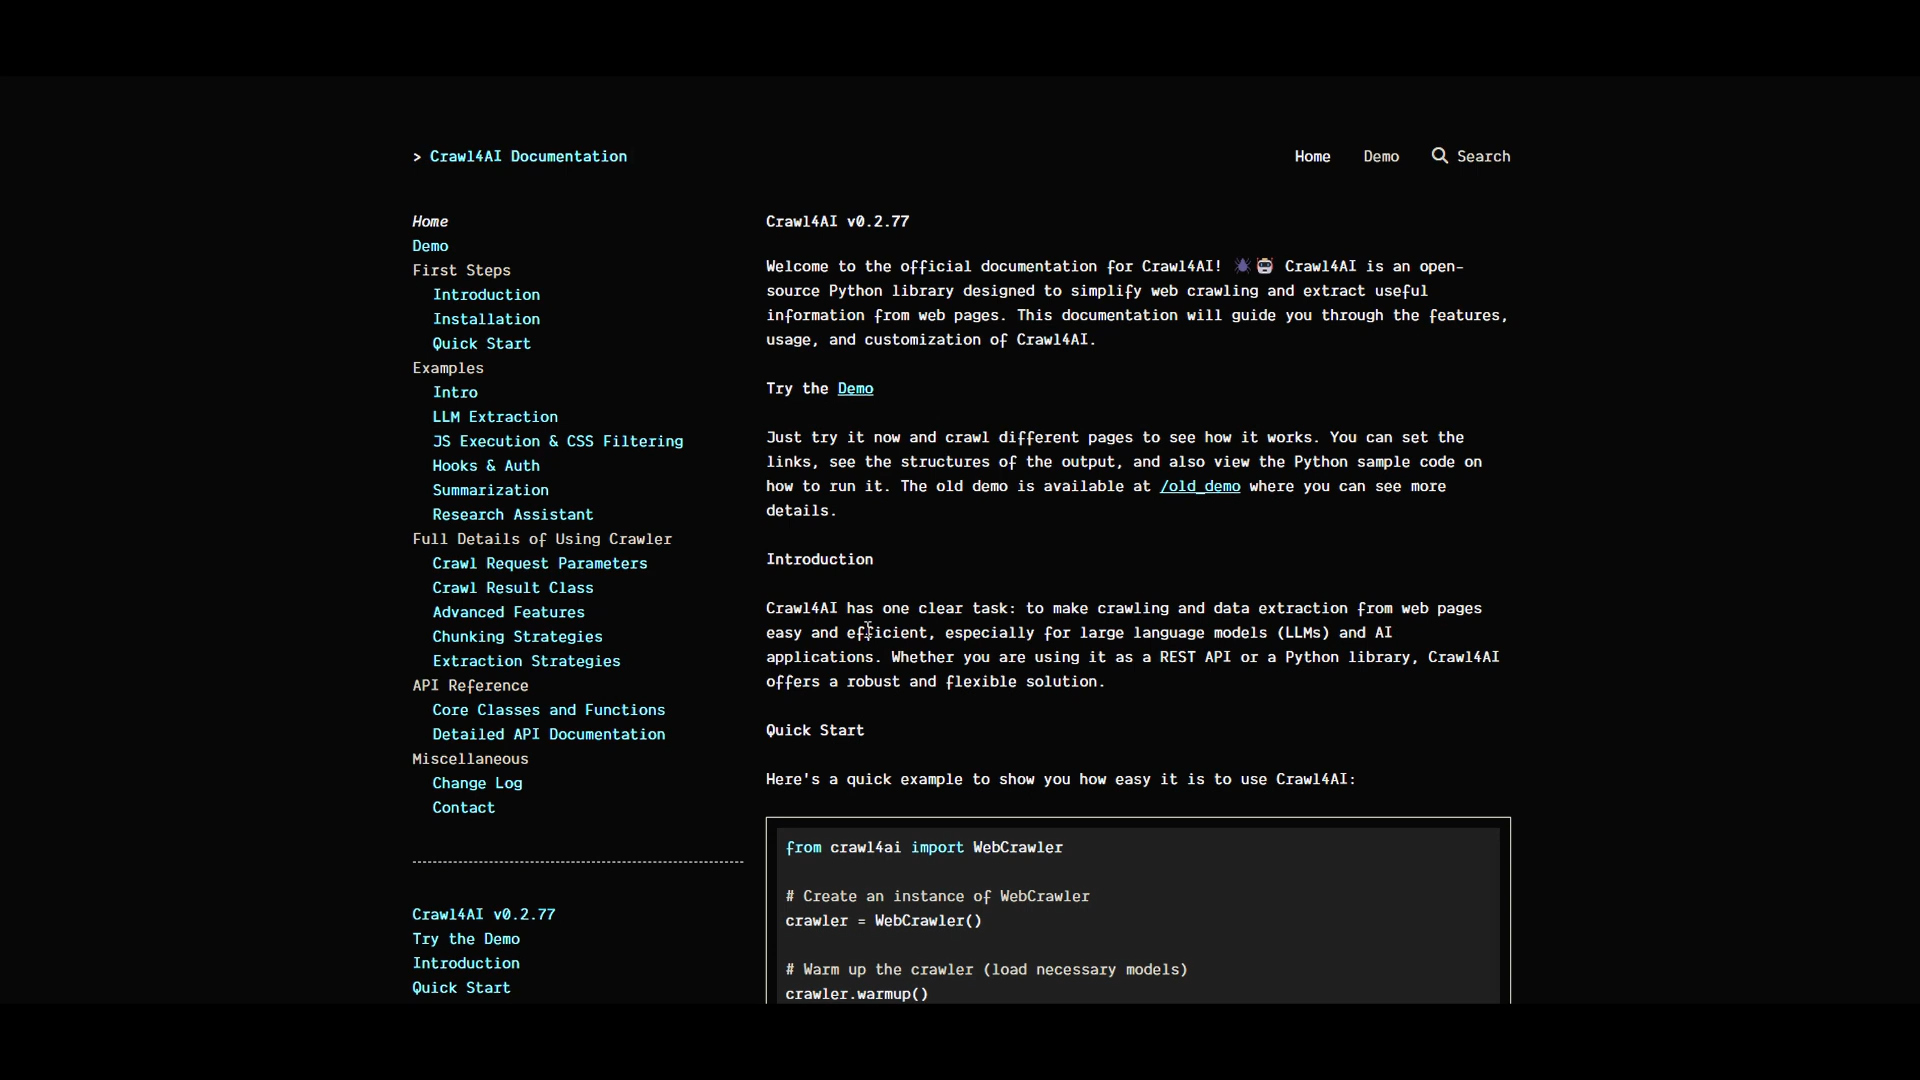 > Crawl4AI Documentation
Home Demo Search
Home
Demo
First Steps
Introduction
Installation
Quick Start
Examples
Intro
LLM Extraction
JS Execution & CSS Filtering
Hooks & Auth
Summarization
Research Assistant
Full Details of Using Crawler
Crawl Request Parameters
Crawl Result Class
Advanced Features
Chunking Strategies
Extraction Strategies
API Reference
Core Classes and Functions
Detailed API Documentation
Miscellaneous
Change Log
Contact
Crawl4AI v0.2.77
Try the Demo
Introduction
Quick Start
Crawl4AI v0.2.77
Welcome to the official documentation for Crawl4AI! 🕷️🤖 Crawl4AI is an open-
source Python library designed to simplify web crawling and extract useful
information from web pages. This documentation will guide you through the features,
usage, and customization of Crawl4AI.
Try the Demo
Just try it now and crawl different pages to see how it works. You can set the
links, see the structures of the output, and also view the Python sample code on
how to run it. The old demo is available at /old_demo where you can see more
details.
Introduction
Crawl4AI has one clear task: to make crawling and data extraction from web pages
easy and efficient, especially for large language models (LLMs) and AI
applications. Whether you are using it as a REST API or a Python library, Crawl4AI
offers a robust and flexible solution.
Quick Start
Here's a quick example to show you how easy it is to use Crawl4AI:
from crawl4ai import WebCrawler
# Create an instance of WebCrawler
crawler = WebCrawler()
# Warm up the crawler (load necessary models)
crawler.warmup()